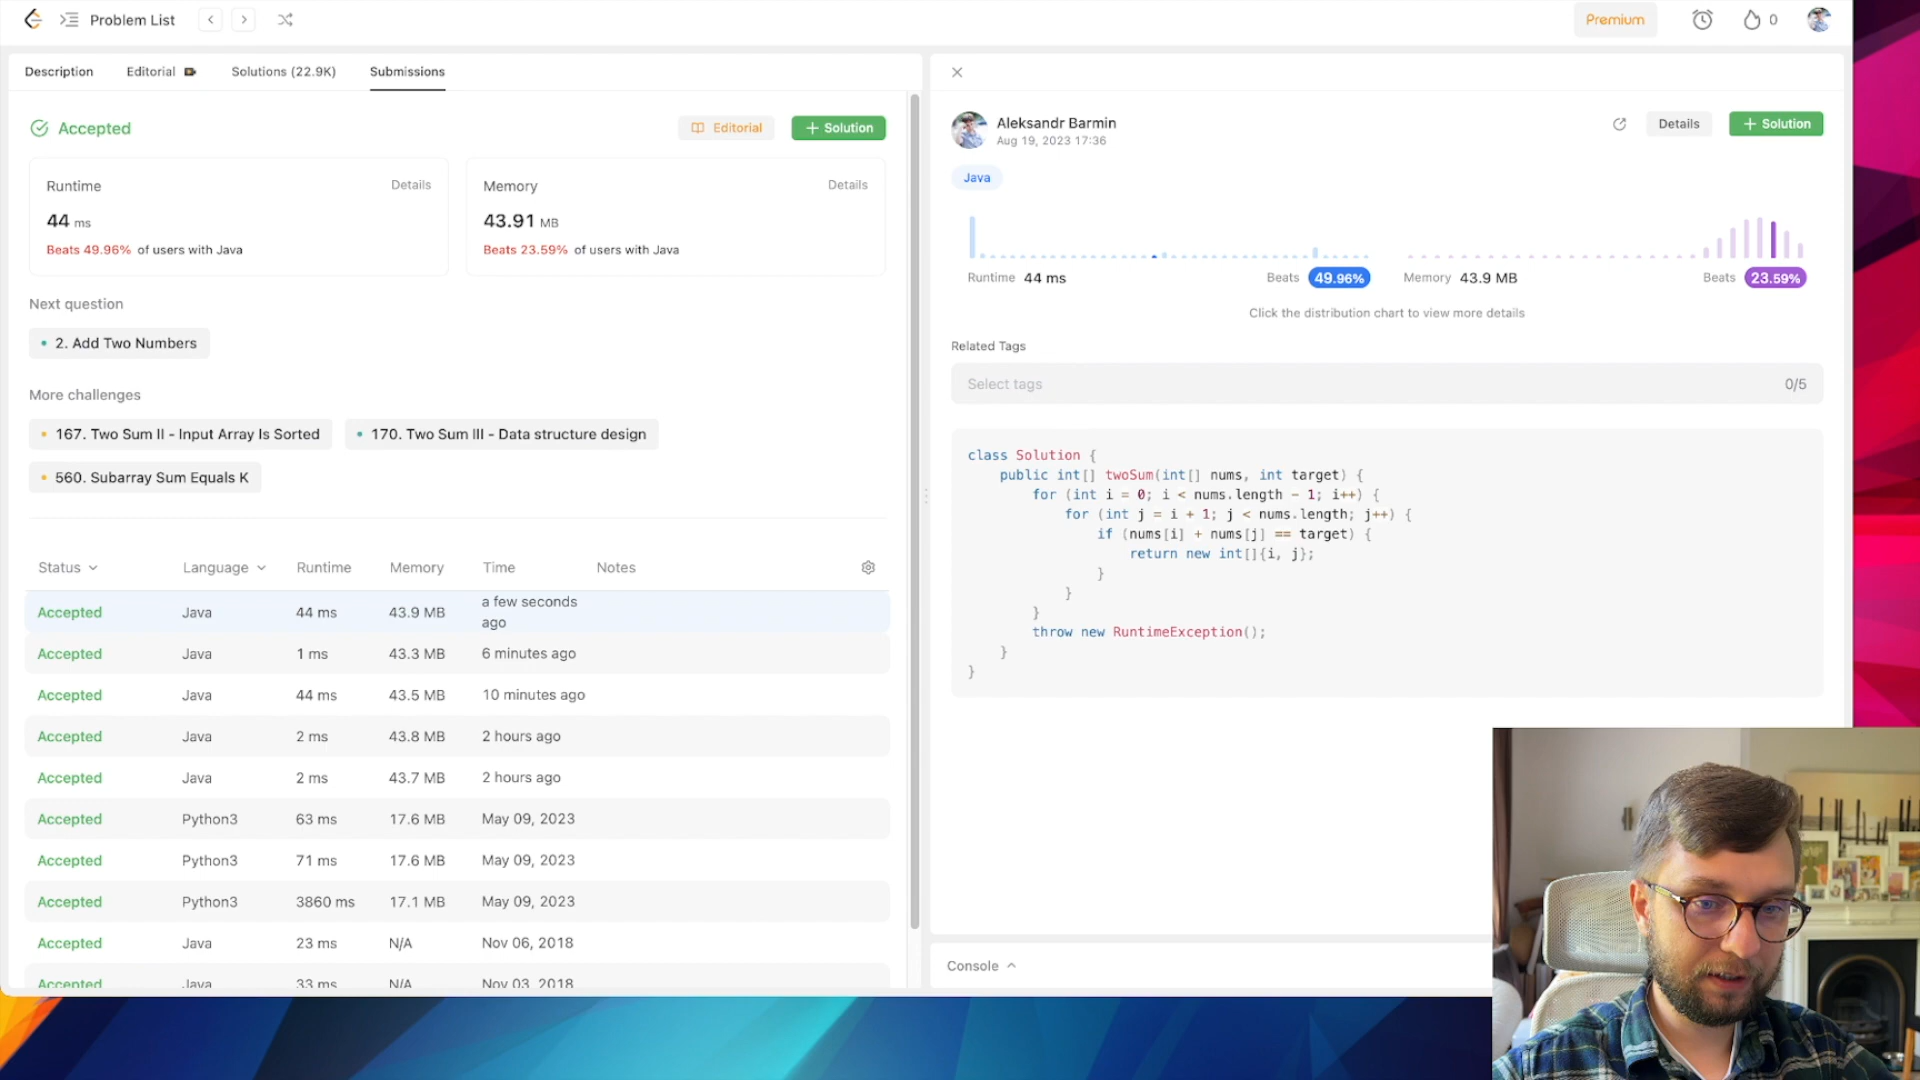 Problem List
Premium
0
Description
Editorial
Solutions (22.9K)
Submissions
Accepted
Editorial
+ Solution
Runtime
Details
44 ms
Beats 49.96% of users with Java
Memory
Details
43.91 MB
Beats 23.59% of users with Java
Next question
2. Add Two Numbers
More challenges
167. Two Sum II - Input Array Is Sorted
170. Two Sum III - Data structure design
560. Subarray Sum Equals K
Status Language Runtime Memory Time Notes
Accepted Java 44 ms 43.9 MB a few seconds ago
Accepted Java 1 ms 43.3 MB 6 minutes ago
Accepted Java 44 ms 43.5 MB 10 minutes ago
Accepted Java 2 ms 43.8 MB 2 hours ago
Accepted Java 2 ms 43.7 MB 2 hours ago
Accepted Python3 63 ms 17.6 MB May 09, 2023
Accepted Python3 71 ms 17.6 MB May 09, 2023
Accepted Python3 3860 ms 17.1 MB May 09, 2023
Accepted Java 23 ms N/A Nov 06, 2018
Accepted Java 33 ms N/A Nov 03, 2018
Aleksandr Barmin
Aug 19, 2023 17:36
Details
+ Solution
Java
Runtime 44 ms
Beats 49.96%
Memory 43.9 MB
Beats 23.59%
Click the distribution chart to view more details
Related Tags
Select tags
0/5
class Solution {
public int[] twoSum(int[] nums, int target) {
for (int i = 0; i < nums.length - 1; i++) {
for (int j = i + 1; j < nums.length; j++) {
if (nums[i] + nums[j] == target) {
return new int[]{i, j};
}
}
}
throw new RuntimeException();
}
}
Console